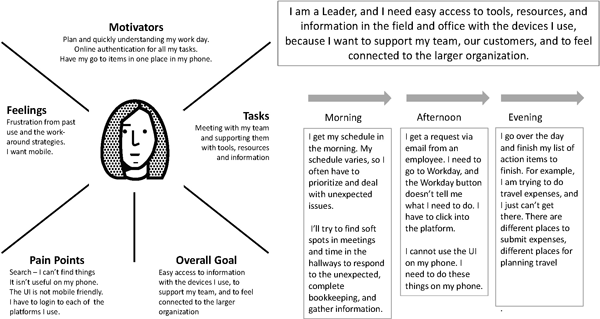 Motivators
Plan and quickly understanding my work day.
Online authentication for all my tasks.
Have my go to items in one place in my phone.
Feelings
Frustration from past
use and the work-
around strategies.
I want mobile.
Tasks
Meeting with my team
and supporting them
with tools, resources
and information
Pain Points
Search – I can't find things
It isn't useful on my phone.
The UI is not mobile friendly.
I have to login to each of the
platforms I use.
Overall Goal
Easy access to information
with the devices I use, to
support my team, and to feel
connected to the larger
organization
I am a Leader, and I need easy access to tools, resources, and
information in the field and office with the devices I use,
because I want to support my team, our customers, and to feel
connected to the larger organization.
Morning
I get my schedule in
the morning. My
schedule varies, so I
often have to
prioritize and deal
with unexpected
issues.
I'll try to find soft
spots in meetings
and time in the
hallways to respond
to the unexpected,
complete
bookkeeping, and
gather information.
Afternoon
I get a request via
email from an
employee. I need to
go to Workday, and
the Workday button
doesn't tell me
what I need to do. I
have to click into
the platform.
I cannot use the UI
on my phone. I
need to do these
things on my phone.
Evening
I go over the day
and finish my list of
action items to
finish. For example,
I am trying to do
travel expenses, and
I just can't get
there. There are
different places to
submit expenses,
different places for
planning travel
.